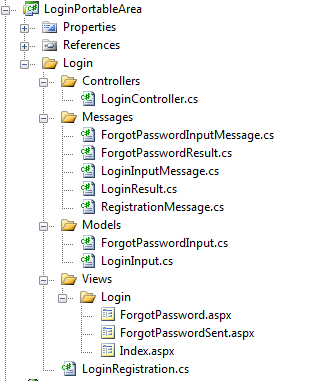 LoginPortableArea
Properties
References
Login
Controllers
LoginController.cs
Messages
ForgotPasswordInputMessage.cs
ForgotPasswordResult.cs
LoginInputMessage.cs
LoginResult.cs
RegistrationMessage.cs
Models
ForgotPasswordInput.cs
LoginInput.cs
Views
Login
ForgotPassword.aspx
ForgotPasswordSent.aspx
Index.aspx
LoginRegistration.cs